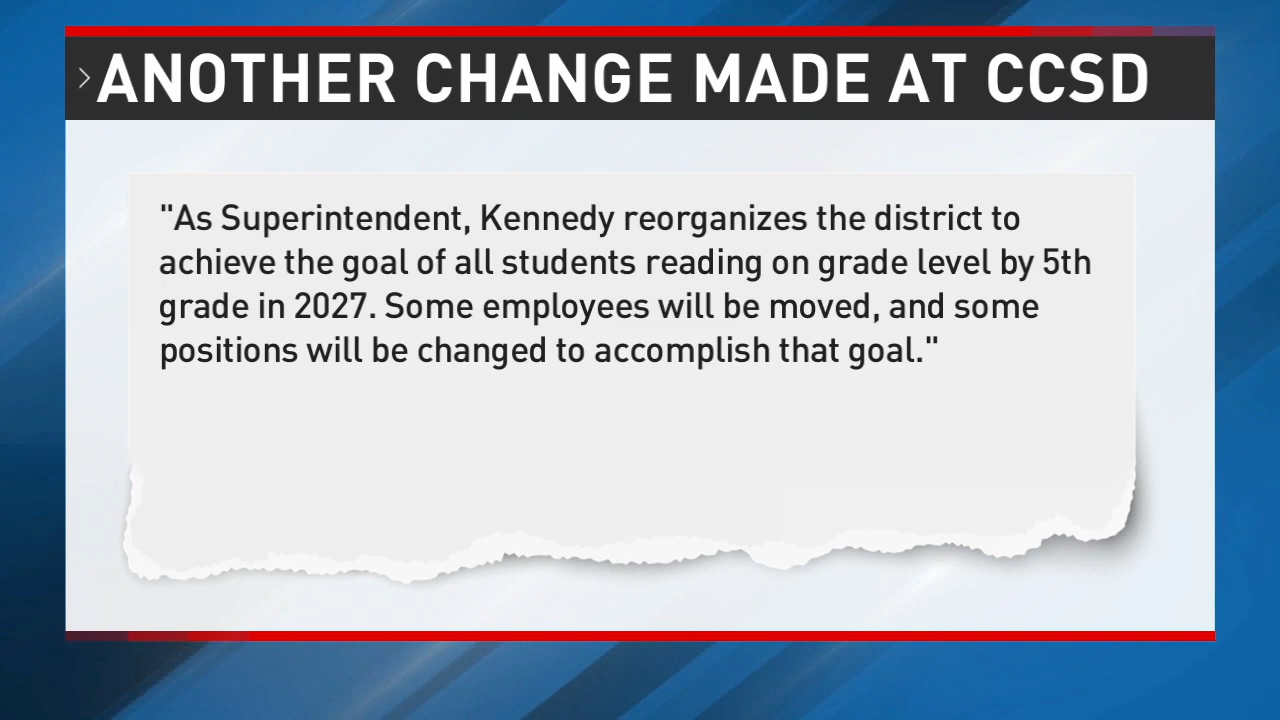 ANOTHER CHANGE MADE AT CCSD
"As Superintendent, Kennedy reorganizes the district to
achieve the goal of all students reading on grade level by 5th
grade in 2027. Some employees will be moved, and some
positions will be changed to accomplish that goal."